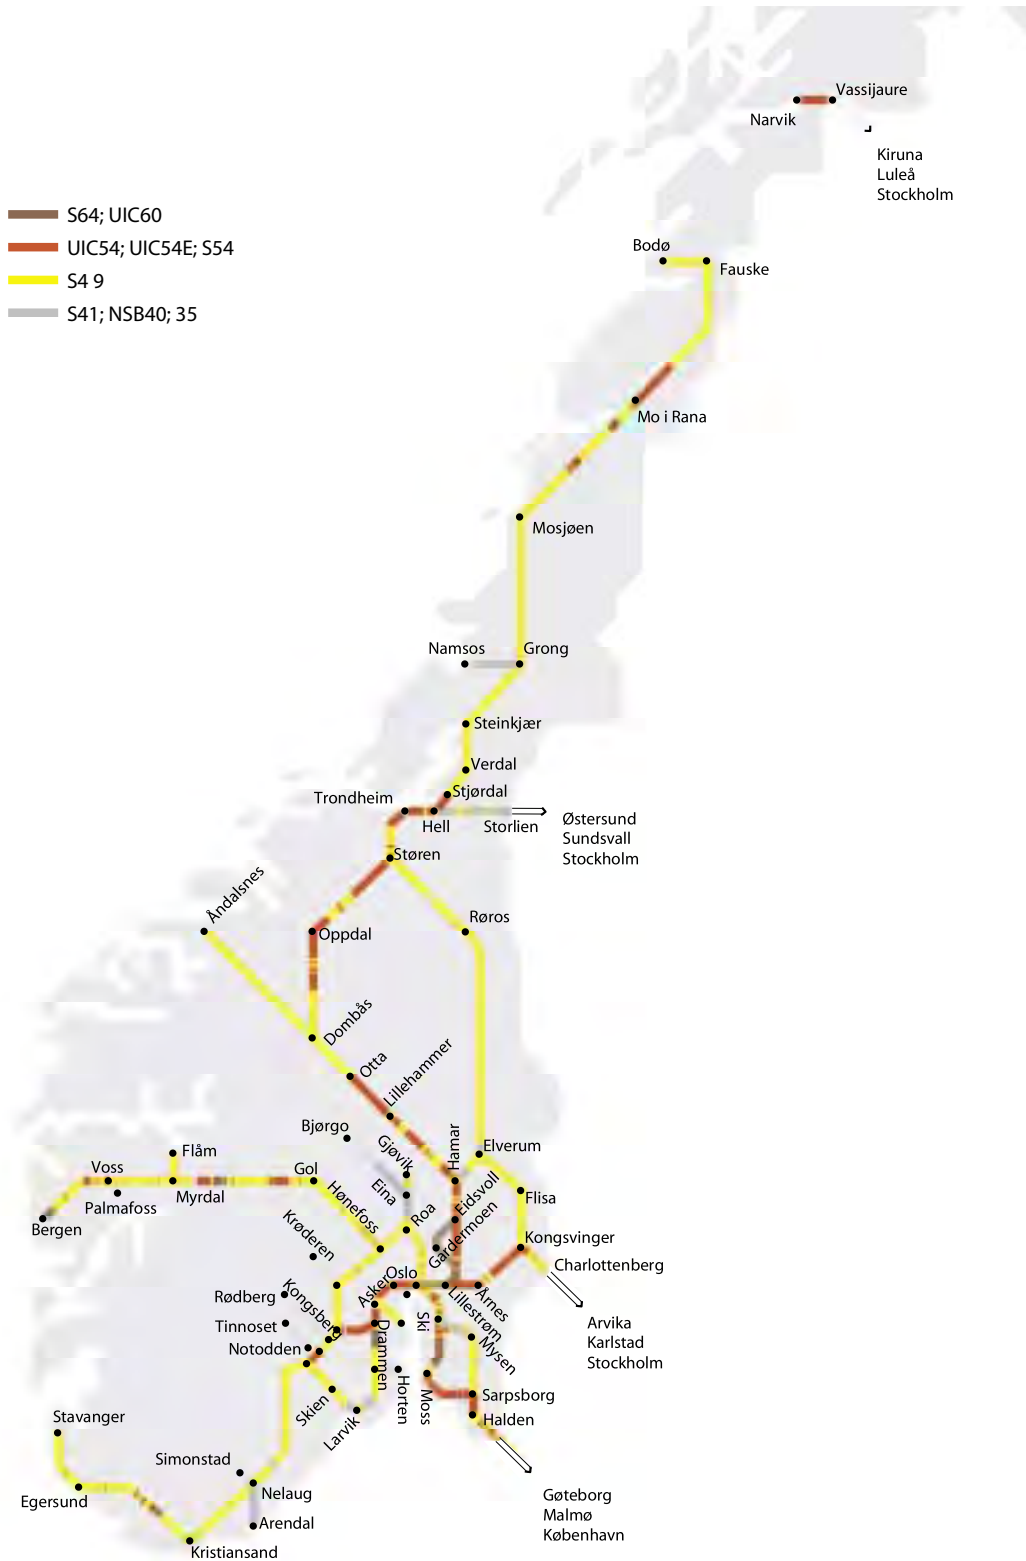 Vassijaure
Narvik
Kiruna
Luleå
Stockholm
S64; UIC60
UIC54; UIC54E; S54
S4 9
S41; NSB40; 35
Bodø
Fauske
Mo i Rana
Mosjøen
Namsos
Grong
Steinkjær
Verdal
Stjørdal
Trondheim
Hell
Storlien
Østersund
Sundsvall
Stockholm
Støren
Åndalsnes
Røros
Oppdal
Dombås
Otta
Lillehammer
Bjørgo
Gjøvik
Hamar
Elverum
Flåm
Voss
Gol
Eina
Eidsvoll
Palmafoss
Myrdal
Hønefoss
Roa
Flisa
Bergen
Krøderen
Gardermoen
Kongsvinger
Charlottenberg
Oslo
Asker
Rødberg
Kongsberg
Årnes
Lillestrøm
Ski
Tinnoset
Drammen
Arvika
Karlstad
Stockholm
Notodden
Mysen
Horten
Moss
Skien
Sarpsborg
Larvik
Halden
Stavanger
Simonstad
Egersund
Nelaug
Arendal
Kristiansand
Gøteborg
Malmø
København